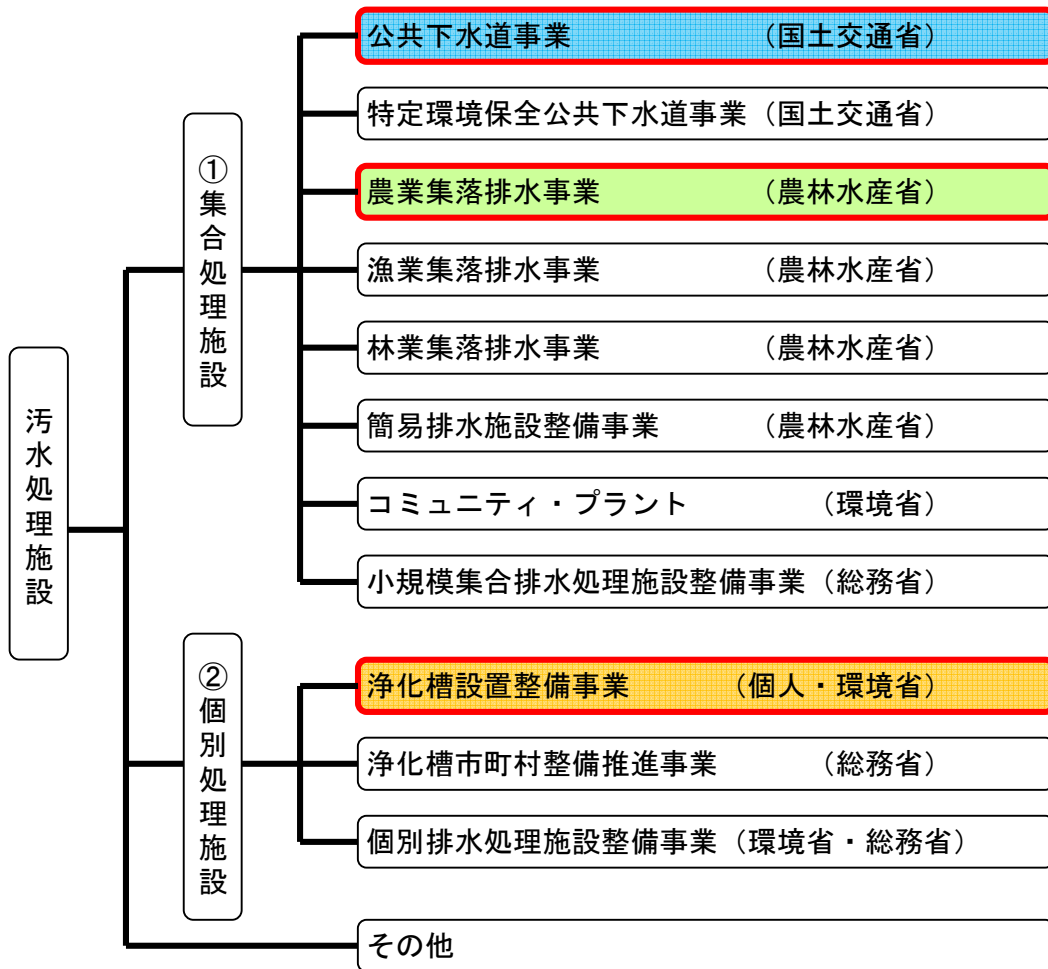 汚水処理施設
①集合処理施設
公共下水道事業 （国土交通省）
特定環境保全公共下水道事業（国土交通省）
農業集落排水事業 （農林水産省）
漁業集落排水事業 （農林水産省）
林業集落排水事業 （農林水産省）
簡易排水施設整備事業 （農林水産省）
コミュニティ・プラント （環境省）
小規模集合排水処理施設整備事業（総務省）
②個別処理施設
浄化槽設置整備事業 （個人・環境省）
浄化槽市町村整備推進事業 （総務省）
個別排水処理施設整備事業（環境省・総務省）
その他